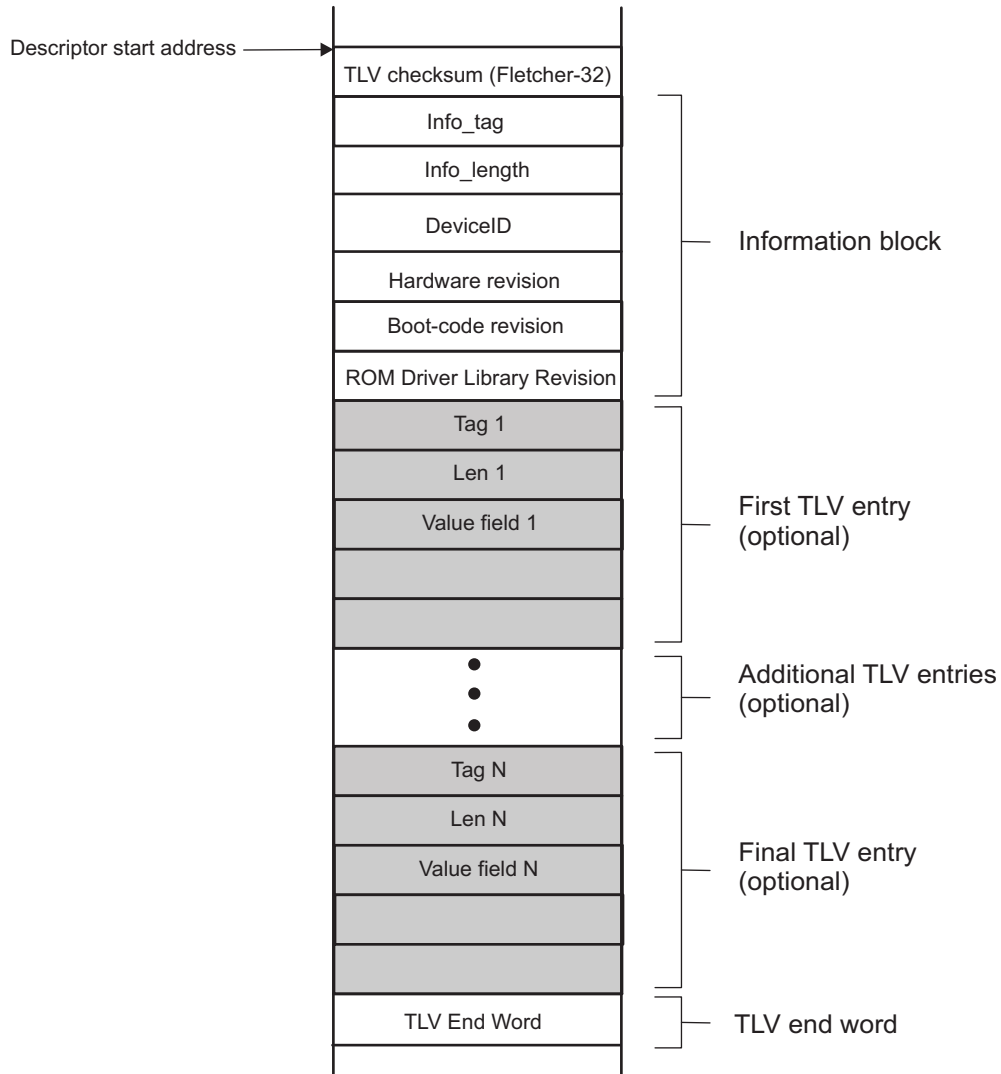 Descriptor start address
TLV checksum (Fletcher-32)
Info_tag
Info_length
DeviceID
Hardware revision
Boot-code revision
ROM Driver Library Revision
Information block
Tag 1
Len 1
Value field 1
First TLV entry
(optional)
Additional TLV entries
(optional)
Tag N
Len N
Value field N
Final TLV entry
(optional)
TLV End Word
TLV end word